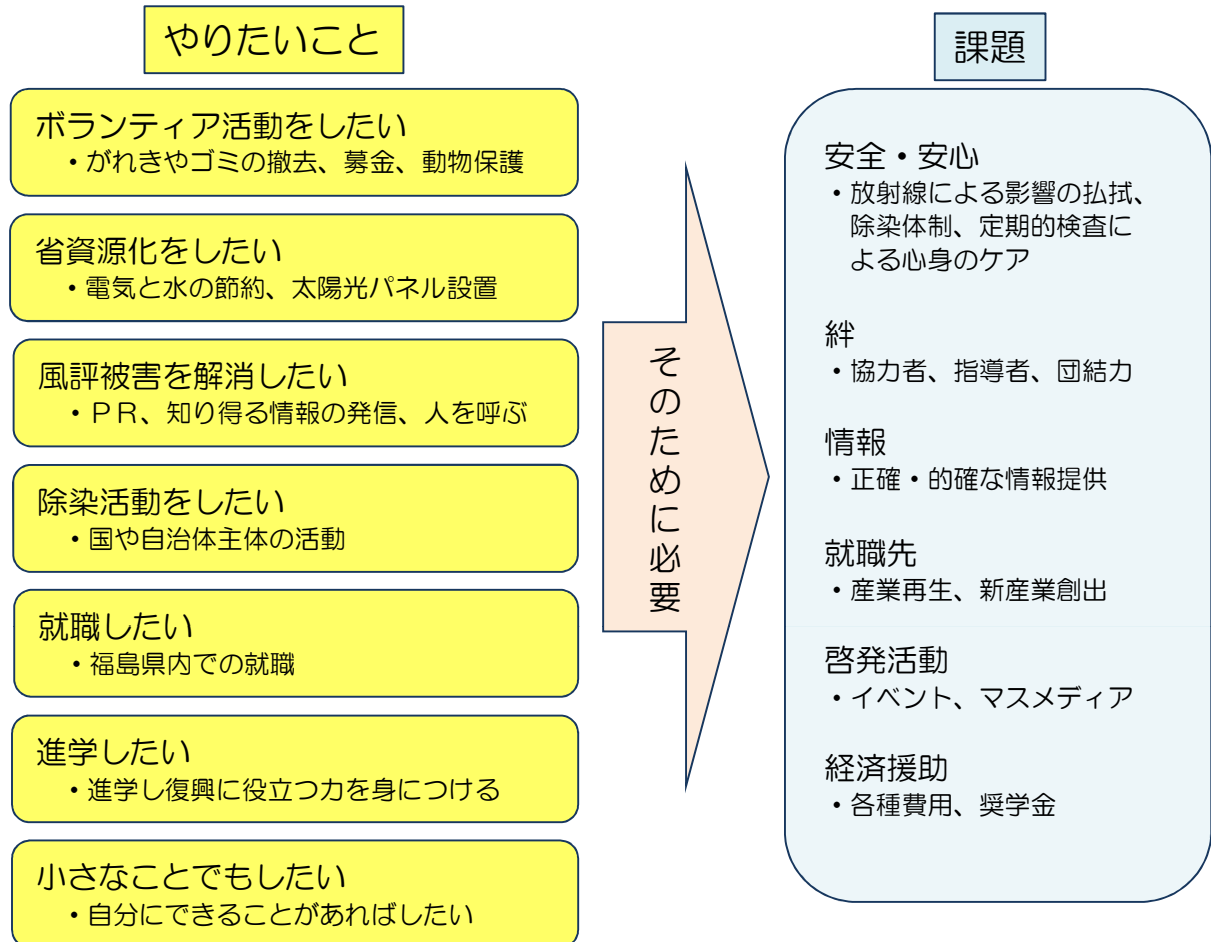 やりたいこと
ボランティア活動をしたい
・がれきやゴミの撤去、募金、動物保護
省資源化をしたい
・電気と水の節約、太陽光パネル設置
風評被害を解消したい
・ＰＲ、知り得る情報の発信、人を呼ぶ
除染活動をしたい
・国や自治体主体の活動
就職したい
・福島県内での就職
進学したい
・進学し復興に役立つ力を身につける
小さなことでもしたい
・自分にできることがあればしたい
そのために必要
課題
安全・安心
・放射線による影響の払拭、
除染体制、定期的検査に
よる心身のケア
絆
・協力者、指導者、団結力
情報
・正確・的確な情報提供
就職先
・産業再生、新産業創出
啓発活動
・イベント、マスメディア
経済援助
・各種費用、奨学金